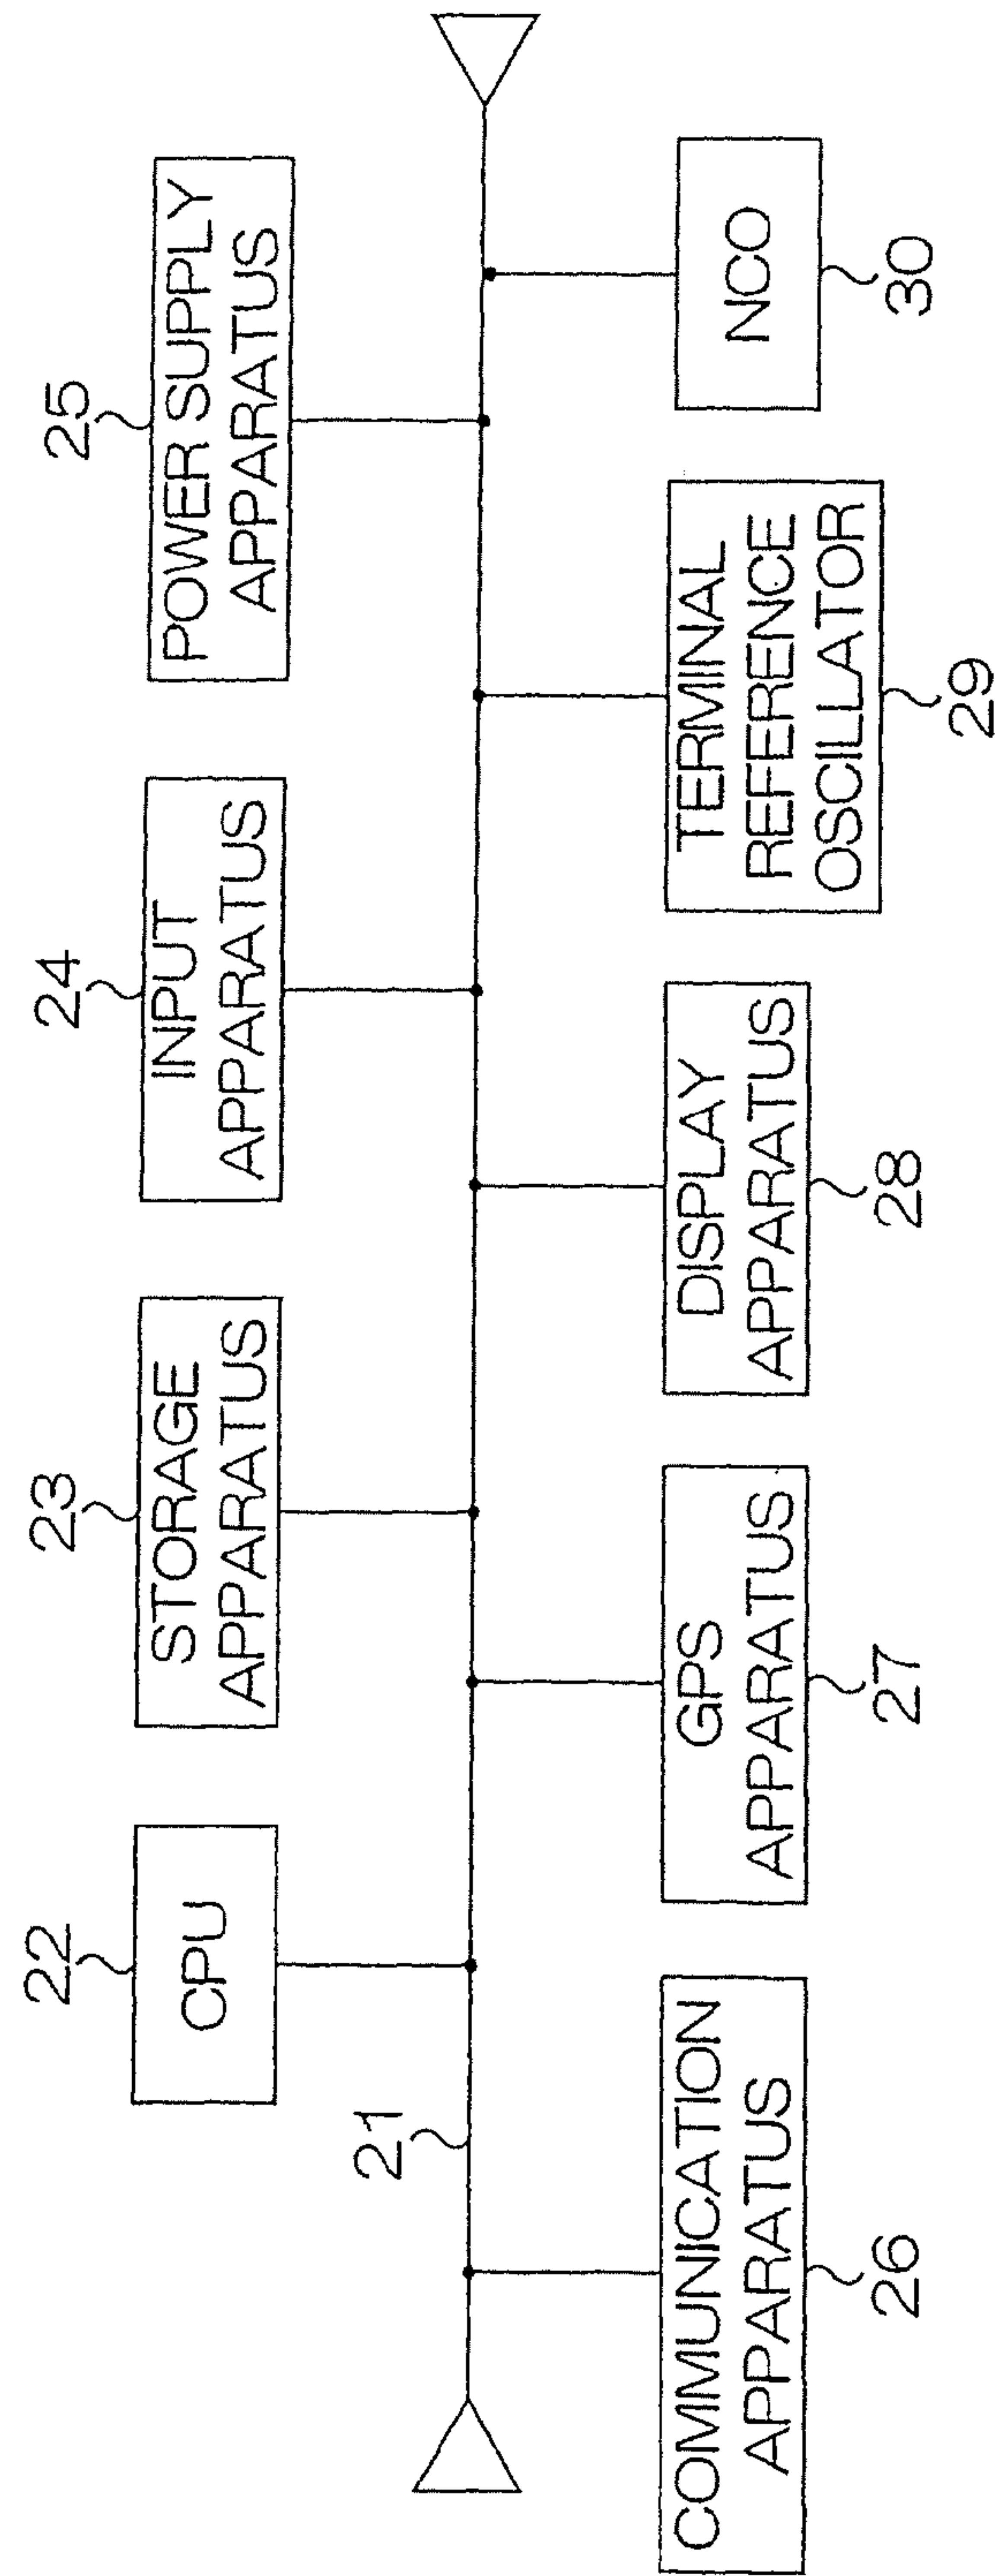 22
CPU
23
STORAGE
APPARATUS
24
INPUT
APPARATUS
25
POWER SUPPLY
APPARATUS
21
COMMUNICATION
APPARATUS
26
GPS
APPARATUS
27
DISPLAY
APPARATUS
28
TERMINAL
REFERENCE
OSCILLATOR
29
NCO
30